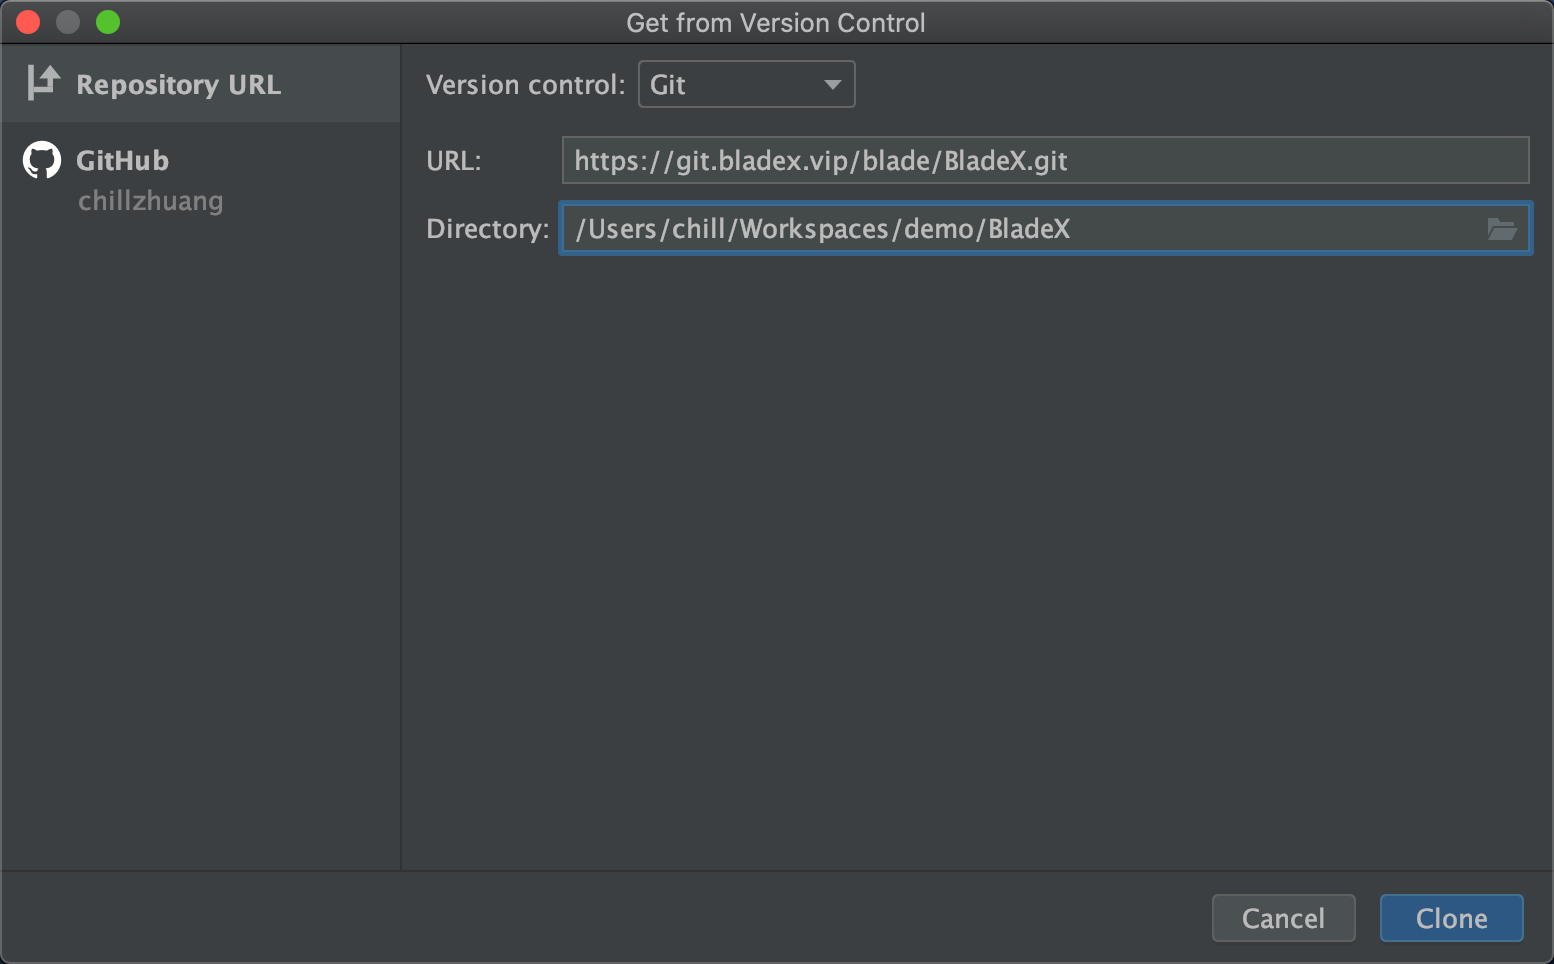 Get from Version Control
Repository URL
GitHub
chillzhuang
Version control: Git
URL: https://git.bladex.vip/blade/BladeX.git
Directory: /Users/chill/Workspaces/demo/BladeX
Cancel Clone